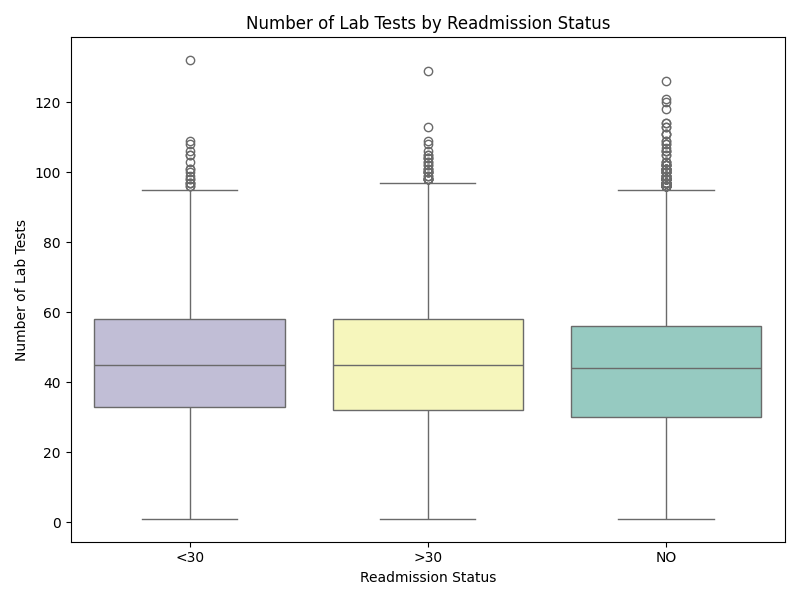 Number of Lab Tests by Readmission Status
120
100
80
60
40
20
0
Number of Lab Tests
<30
>30
NO
Readmission Status